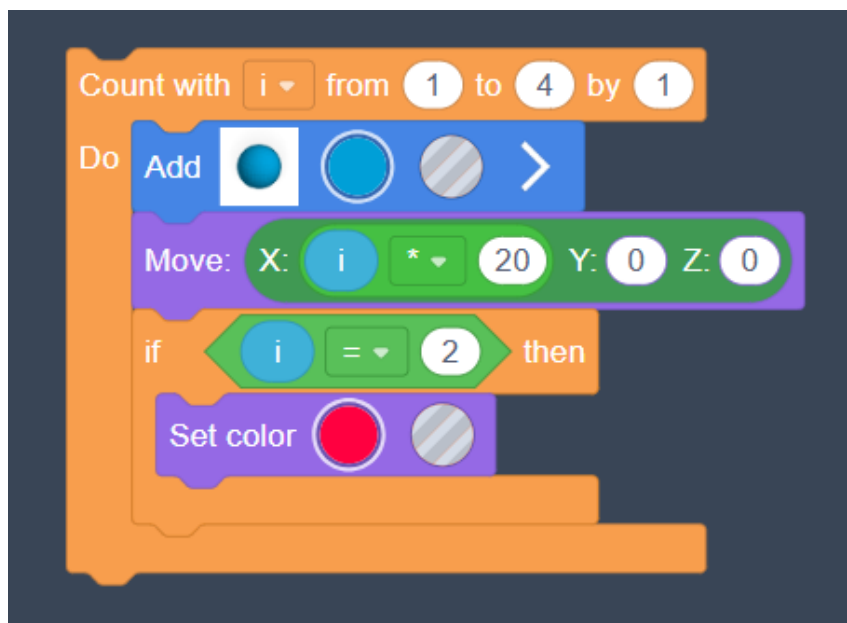 Count with i from 1 to 4 by 1
Do Add
Move: X: i * 20 Y: 0 Z: 0
if i = 2 then
Set color